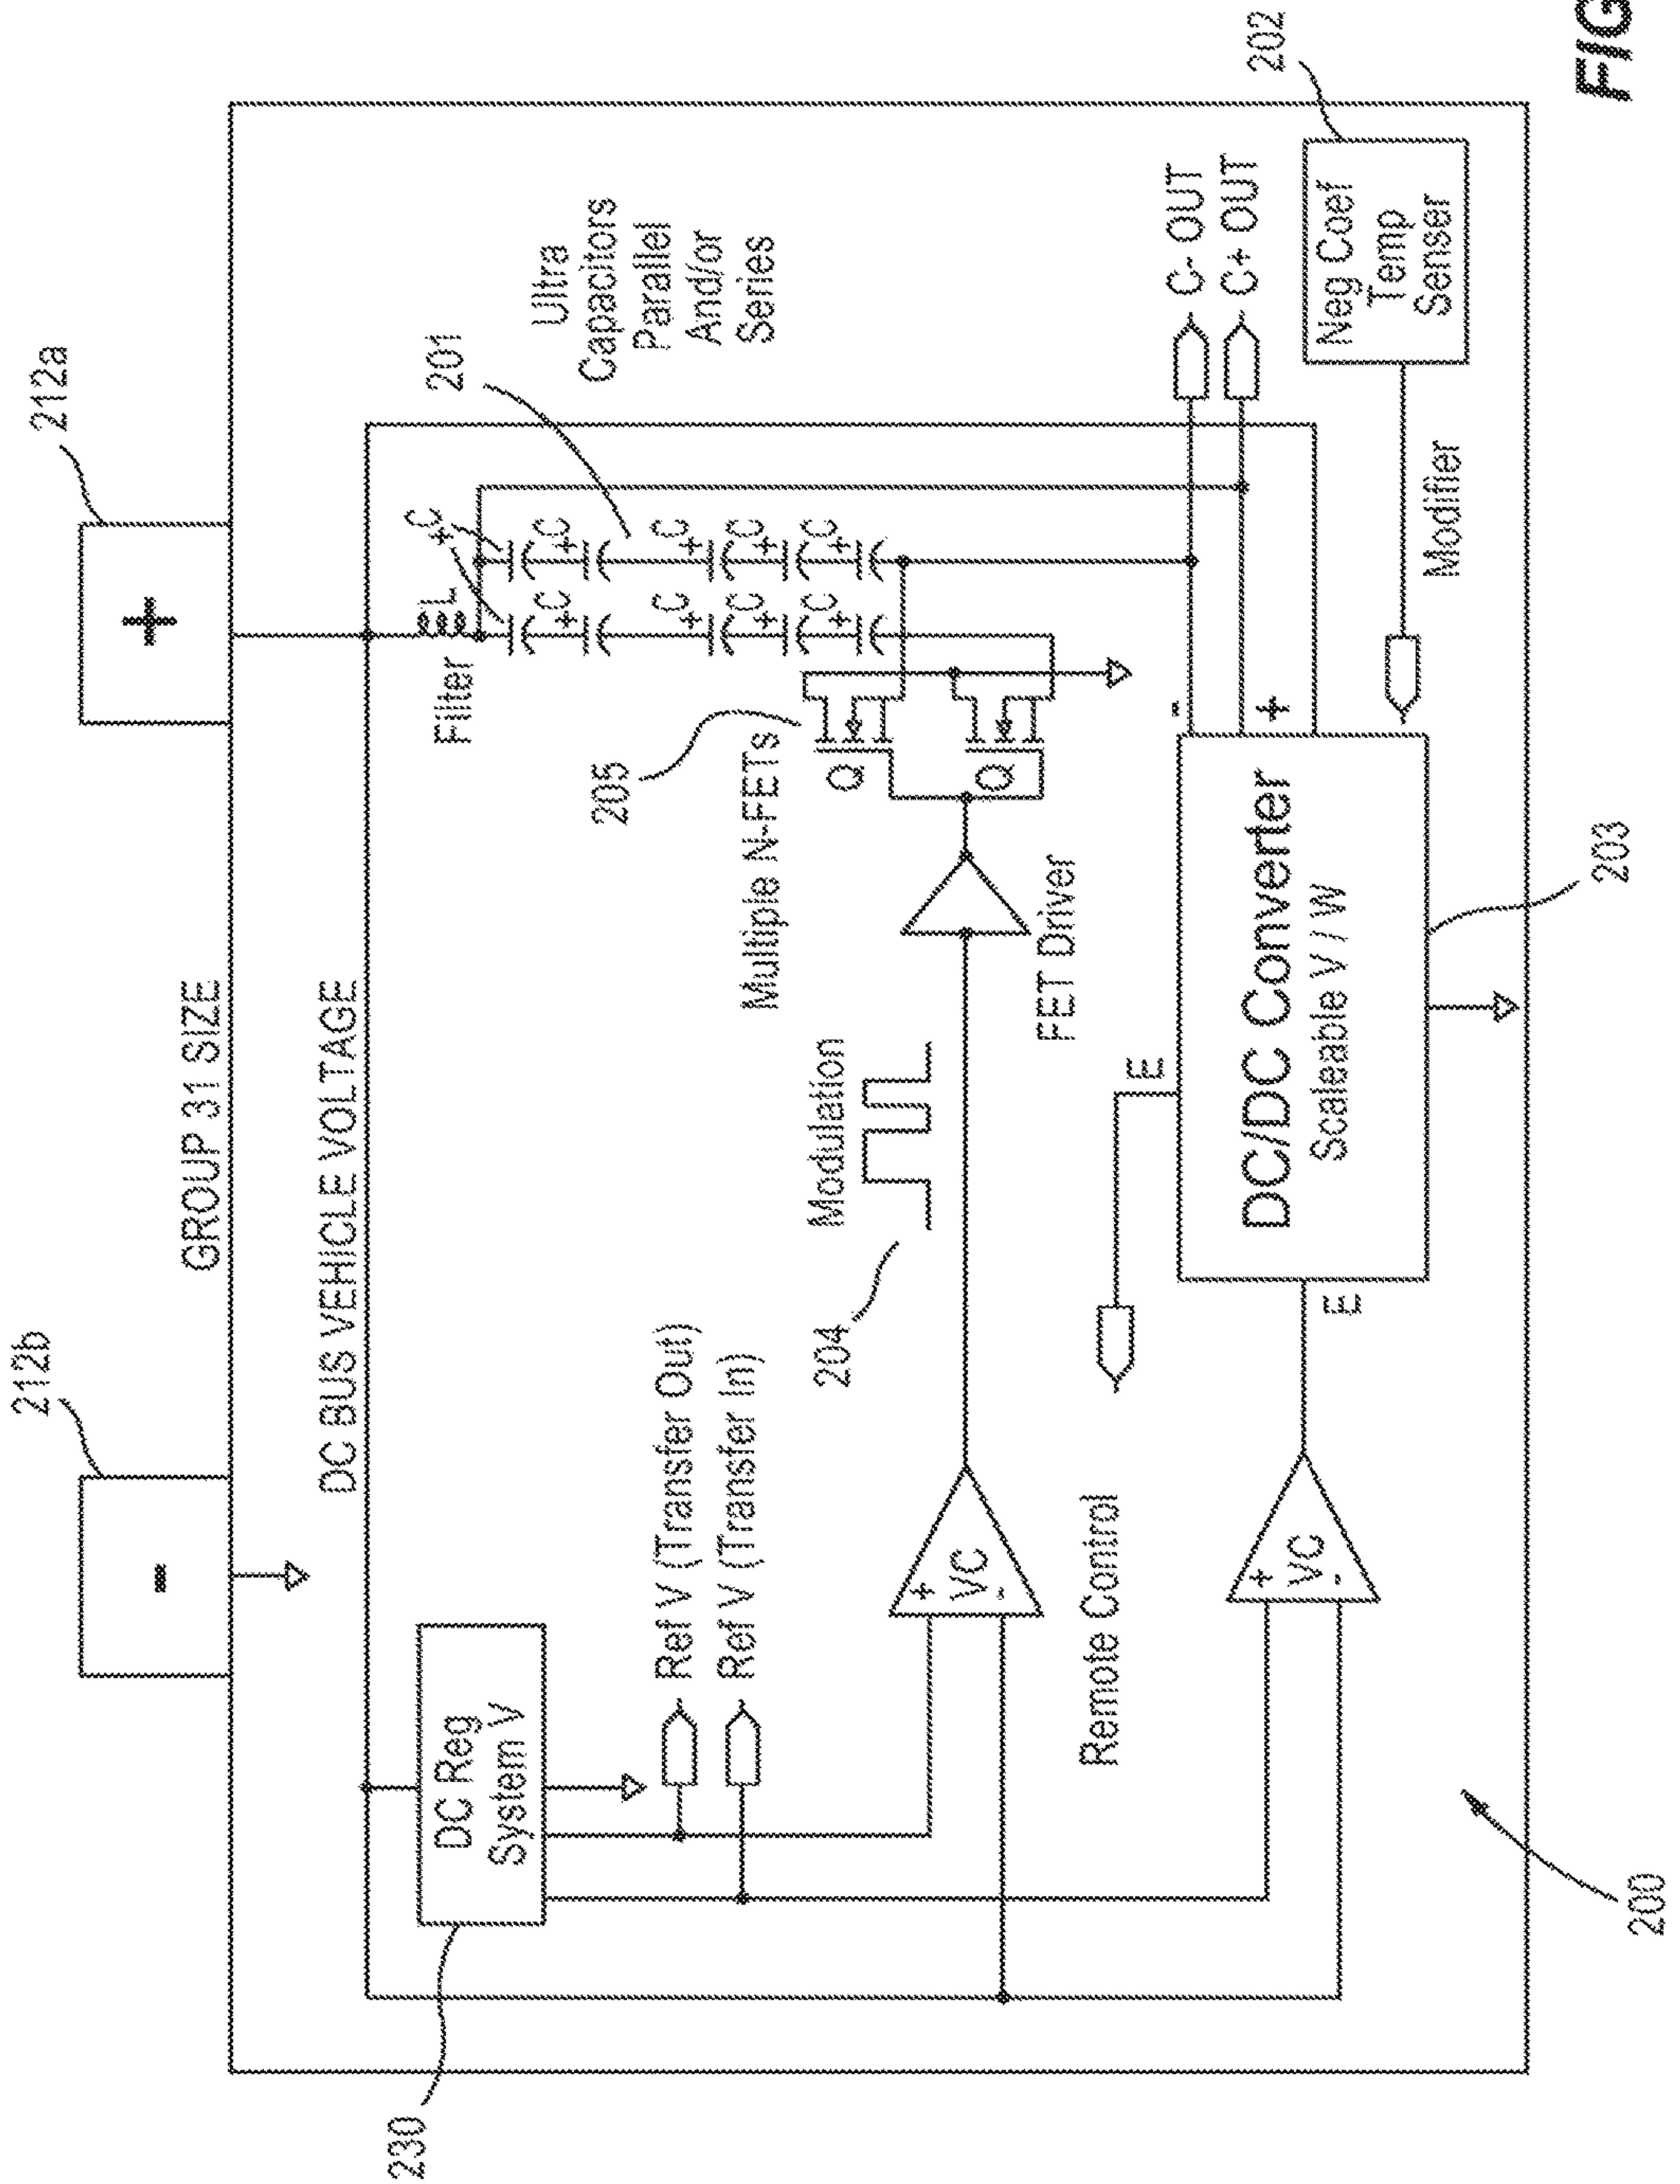 212b
212a
-
+
GROUP 31 SIZE
DC BUS VEHICLE VOLTAGE
230
DC Reg
System V
Ref V (Transfer Out)
Ref V (Transfer In)
Filter
L
+C
+C
+C
+C
+C
+C
+C
+C
+C
201
Ultra
Capacitors
Parallel
And/or
Series
205
Multiple N-FETs
Q
Q
Modulation
204
FET Driver
+
VC
-
Remote Control
E
+
VC
-
E
DC/DC Converter
Scaleable V / W
-
+
C- OUT
C+ OUT
Neg Coef
Temp
Senser
202
Modifier
203
200
FIG